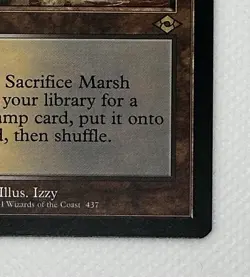 Sacrifice Marsh
your library for a
amp card, put it onto
l, then shuffle.
Illus. Izzy
Wizards of the Coast 437